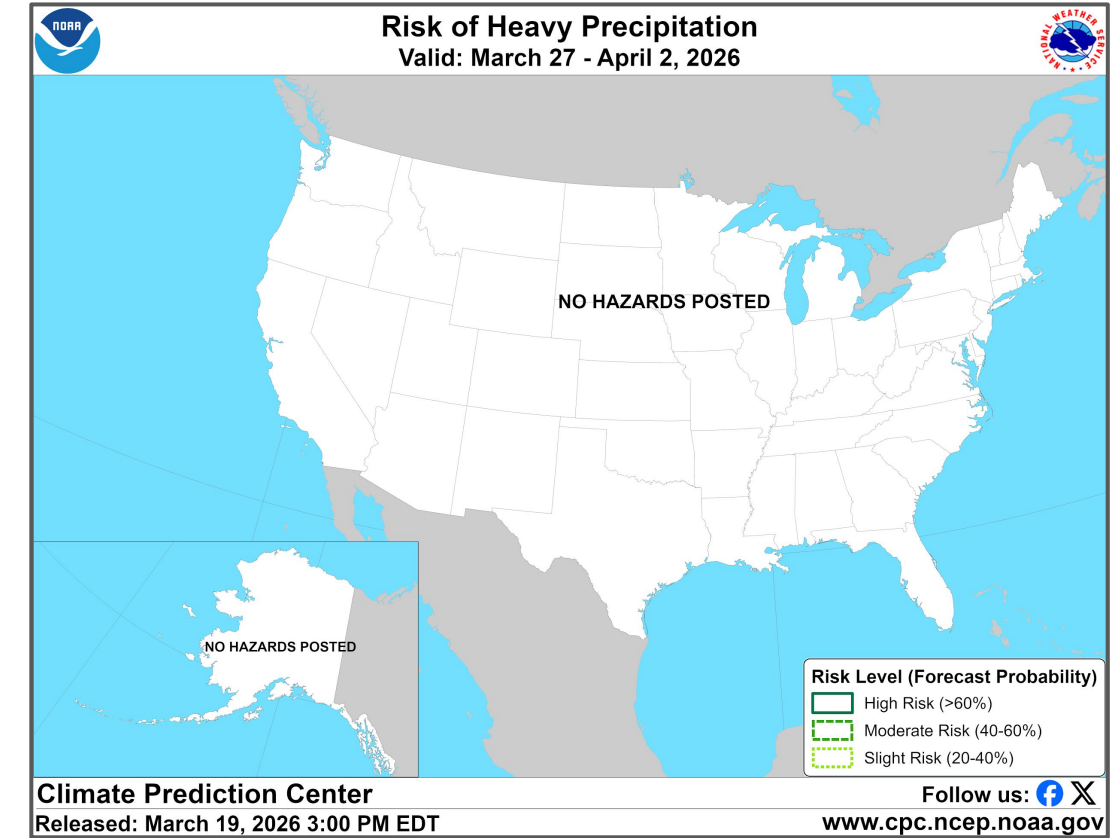 NOAA
Risk of Heavy Precipitation
Valid: March 27 - April 2, 2026
NATIONAL WEATHER SERVICE
NO HAZARDS POSTED
NO HAZARDS POSTED
Risk Level (Forecast Probability)
High Risk (>60%)
Moderate Risk (40-60%)
Slight Risk (20-40%)
Climate Prediction Center
Follow us:
Released: March 19, 2026 3:00 PM EDT
www.cpc.ncep.noaa.gov